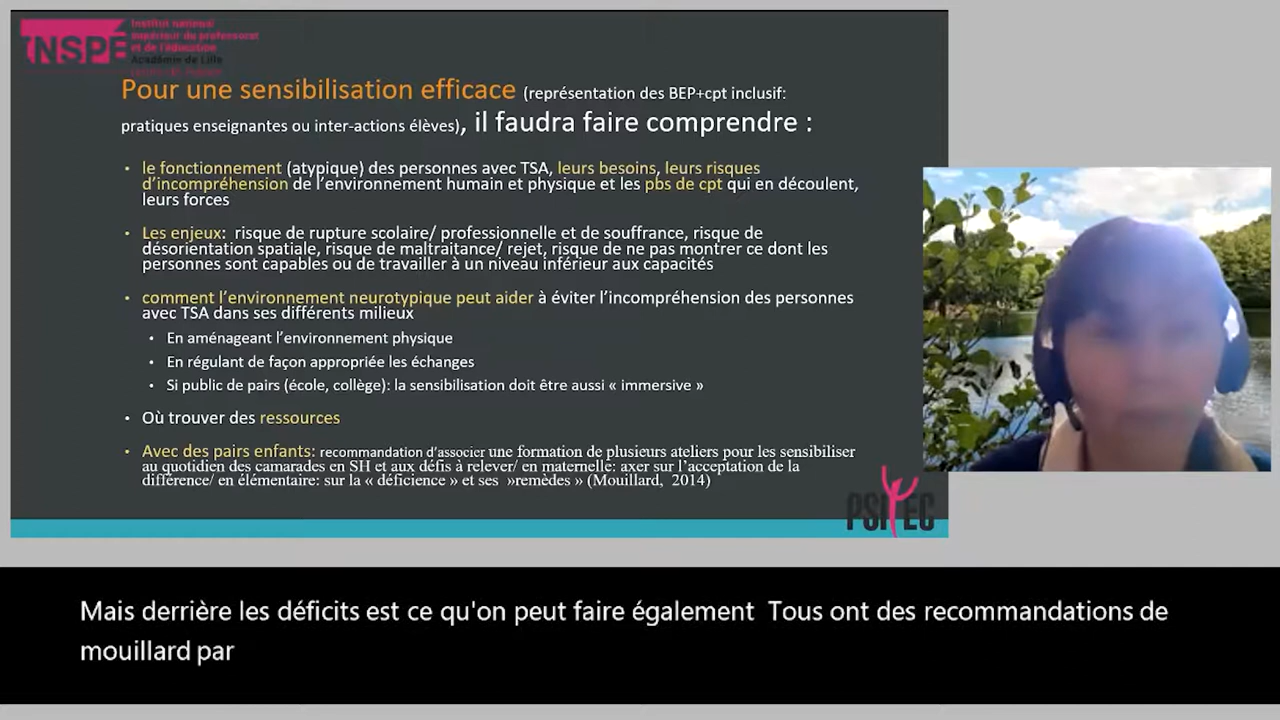 INSPÉ
Institut national
supérieur du professorat
et de l'éducation
Académie de Lille
Pour une sensibilisation efficace (représentation des BEP+cpt inclusif:
pratiques enseignantes ou inter-actions élèves), il faudra faire comprendre :
• le fonctionnement (atypique) des personnes avec TSA, leurs besoins, leurs risques
d'incompréhension de l'environnement humain et physique et les pbs de cpt qui en découlent,
leurs forces
• Les enjeux: risque de rupture scolaire/ professionnelle et de souffrance, risque de
désorientation spatiale, risque de maltraitance/ rejet, risque de ne pas montrer ce dont les
personnes sont capables ou de travailler à un niveau inférieur aux capacités
• comment l'environnement neurotypique peut aider à éviter l'incompréhension des personnes
avec TSA dans ses différents milieux
• En aménageant l'environnement physique
• En régulant de façon appropriée les échanges
• Si public de pairs (école, collège): la sensibilisation doit être aussi « immersive »
• Où trouver des ressources
• Avec des pairs enfants: recommandation d'associer une formation de plusieurs ateliers pour les sensibiliser
au quotidien des camarades en SH et aux défis à relever/ en maternelle: axer sur l'acceptation de la
différence/ en élémentaire: sur la « déficience » et ses »remèdes » (Mouillard, 2014)
PSITEC
Mais derrière les déficits est ce qu'on peut faire également Tous ont des recommandations de
mouillard par